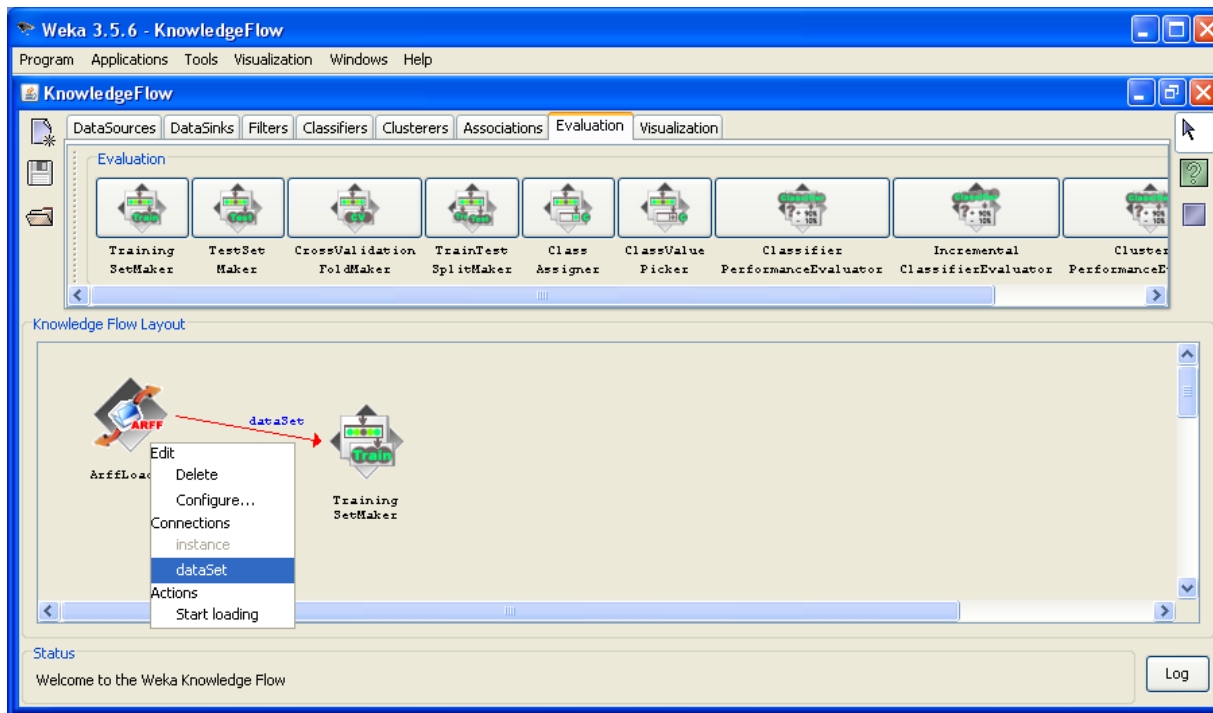 Weka 3.5.6 - KnowledgeFlow
Program Applications Tools Visualization Windows Help
KnowledgeFlow
DataSources DataSinks Filters Classifiers Clusterers Associations Evaluation Visualization
Evaluation
Train Test CV
Training SetMaker
TestSet Maker
CrossValidation FoldMaker
TrainTest SplitMaker
Class Assigner
ClassValue Picker
Classifier PerformanceEvaluator
Incremental ClassifierEvaluator
Cluster PerformanceE
Knowledge Flow Layout
ARFF
dataSet
Train
ArffLoa
Training
SetMaker
Edit
Delete
Configure...
Connections
instance
dataSet
Actions
Start loading
Status
Welcome to the Weka Knowledge Flow
Log